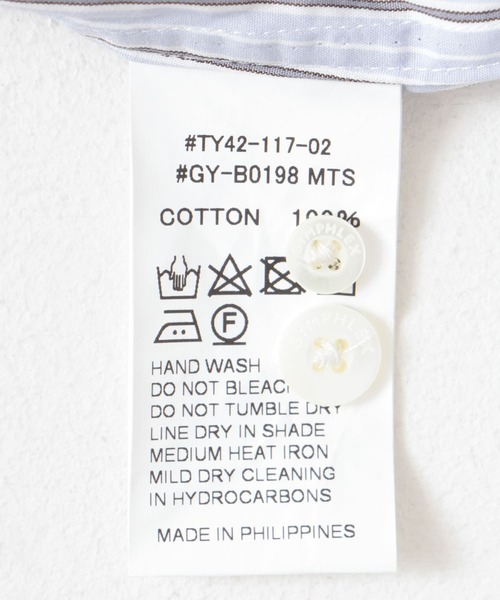 #TY42-117-02
#GY-B0198 MTS
COTTON 100%
F
HAND WASH
DO NOT
DO NOT TUMBLE DRY
LINE DRY IN SHADE
MEDIUM HEAT IRON
MILD DRY CLEANING
IN HYDROCARBONS
MADE IN PHILIPPINES